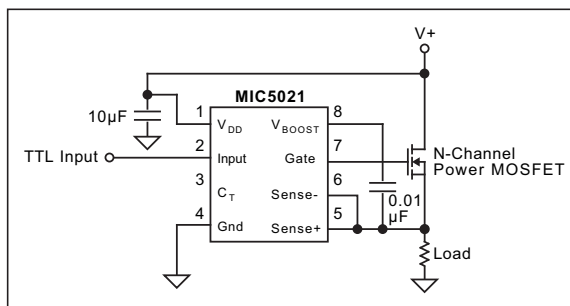 V+
MIC5021
10µF
1
8
V_DD
V_BOOST
2
7
TTL Input
Input
Gate
N-Channel
Power MOSFET
3
6
C_T
Sense-
0.01
µF
4
5
Gnd
Sense+
Load